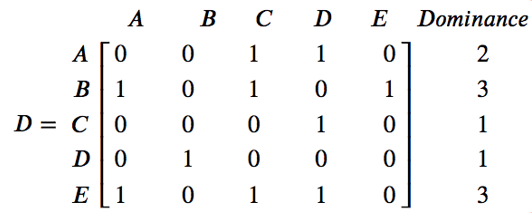 A B C D E Dominance
A 0 0 1 1 0 2
B 1 0 1 0 1 3
D = C 0 0 0 1 0 1
D 0 1 0 0 0 1
E 1 0 1 1 0 3